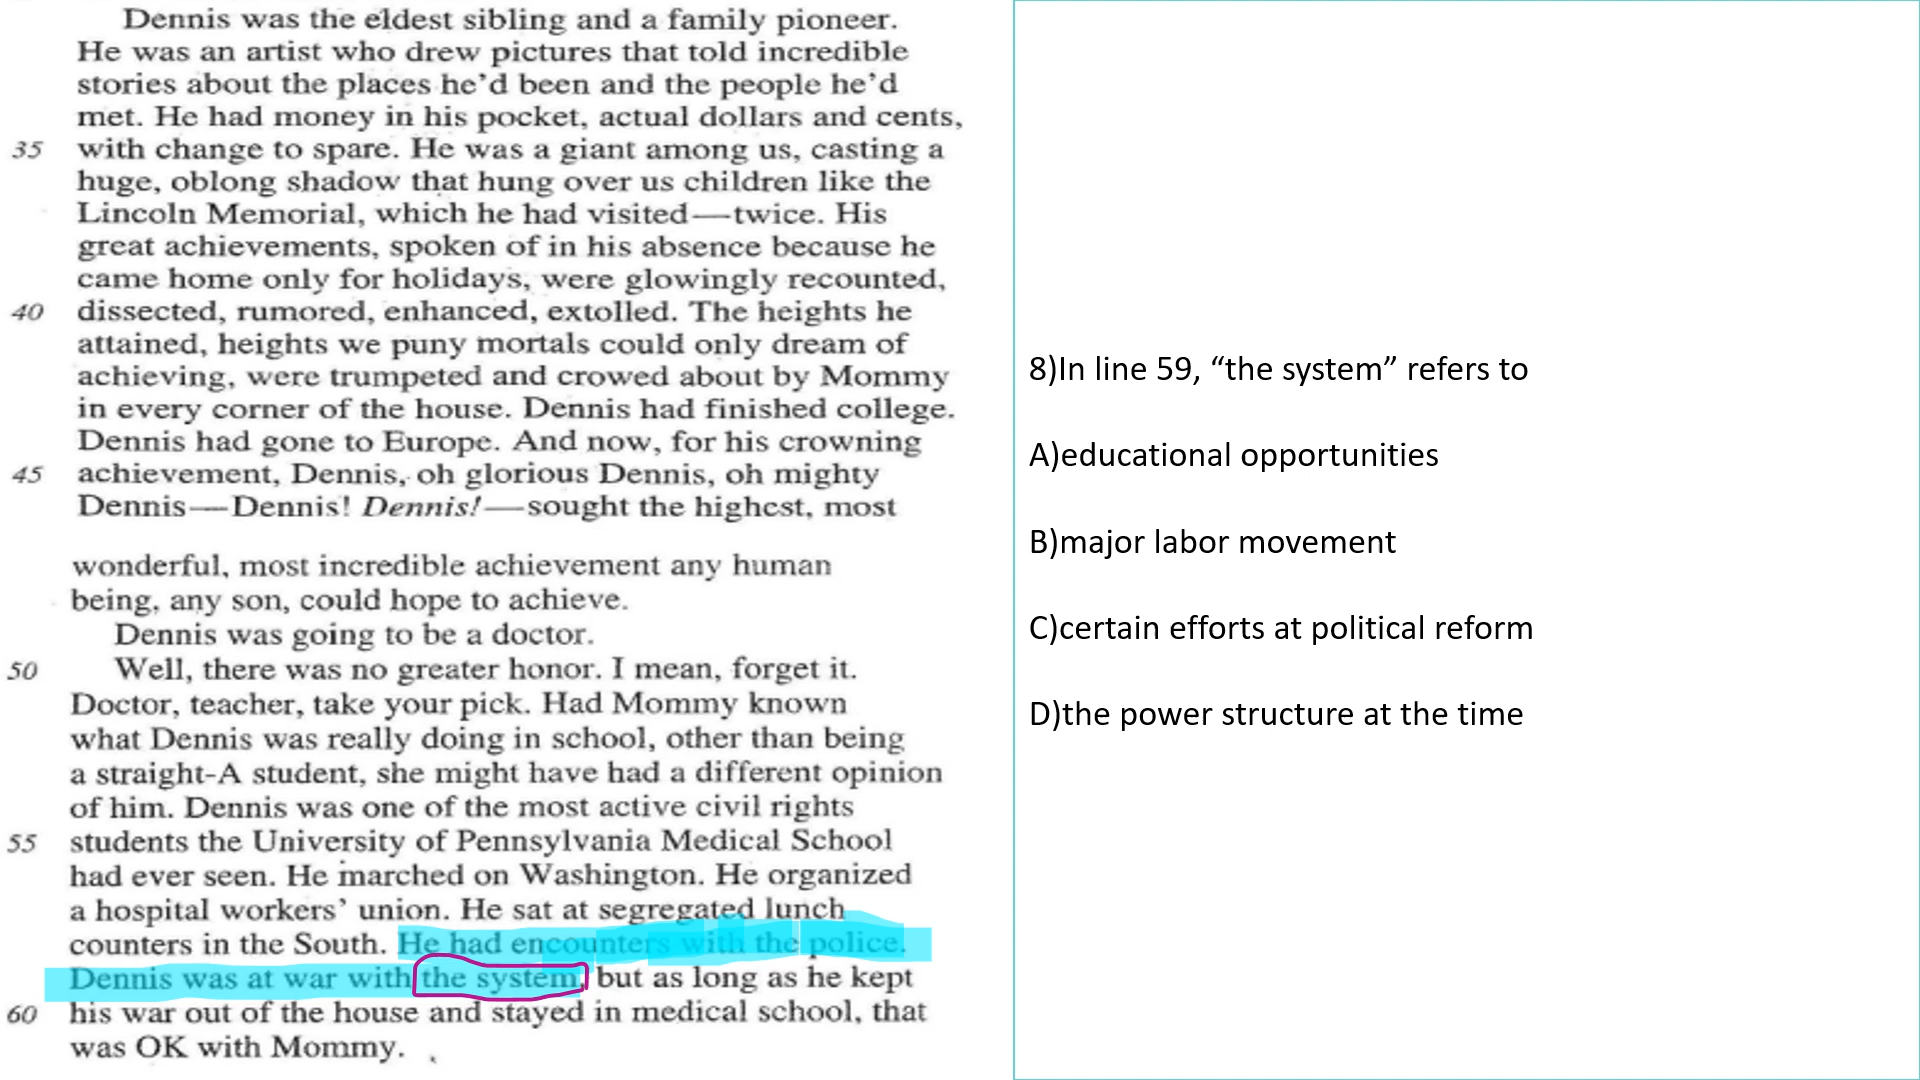 Dennis was the eldest sibling and a family pioneer.
He was an artist who drew pictures that told incredible
stories about the places he'd been and the people he'd
met. He had money in his pocket, actual dollars and cents,
35 with change to spare. He was a giant among us, casting a
huge, oblong shadow that hung over us children like the
Lincoln Memorial, which he had visited—twice. His
great achievements, spoken of in his absence because he
came home only for holidays, were glowingly recounted,
40 dissected, rumored, enhanced, extolled. The heights he
attained, heights we puny mortals could only dream of
achieving, were trumpeted and crowed about by Mommy
in every corner of the house. Dennis had finished college.
Dennis had gone to Europe. And now, for his crowning
45 achievement, Dennis, oh glorious Dennis, oh mighty
Dennis—Dennis! Dennis!—sought the highest, most
wonderful, most incredible achievement any human
being, any son, could hope to achieve.
Dennis was going to be a doctor.
50 Well, there was no greater honor. I mean, forget it.
Doctor, teacher, take your pick. Had Mommy known
what Dennis was really doing in school, other than being
a straight-A student, she might have had a different opinion
of him. Dennis was one of the most active civil rights
55 students the University of Pennsylvania Medical School
had ever seen. He marched on Washington. He organized
a hospital workers' union. He sat at segregated lunch
counters in the South. He had encounters with the police.
Dennis was at war with the system, but as long as he kept
60 his war out of the house and stayed in medical school, that
was OK with Mommy.
8)In line 59, “the system” refers to
A)educational opportunities
B)major labor movement
C)certain efforts at political reform
D)the power structure at the time